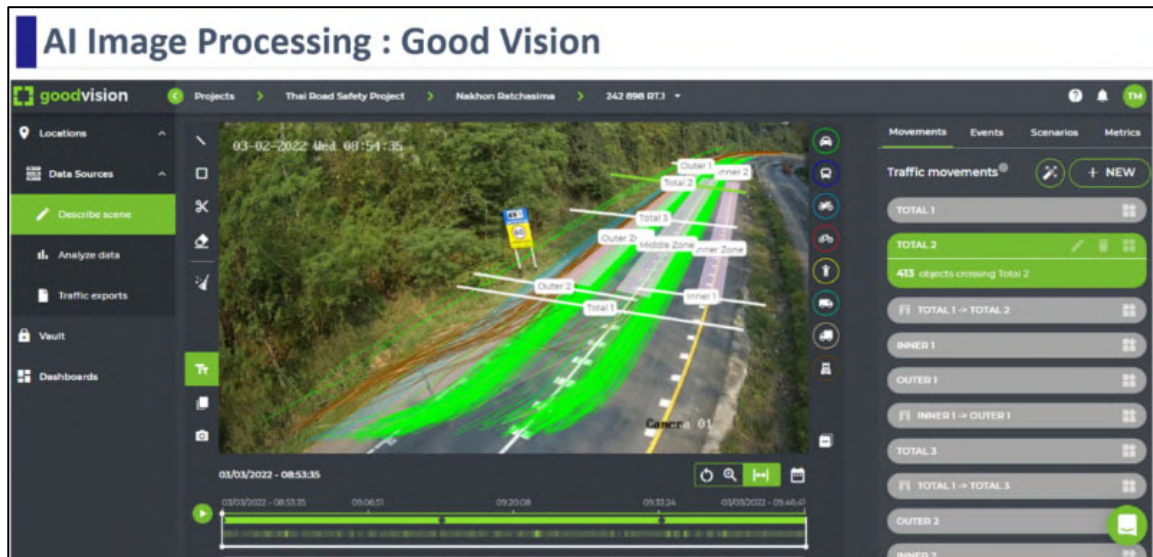 AI Image Processing : Good Vision
goodvision
Projects > Thai Road Safety Project > Nakhon Ratchasima > 242 898 RT.1
TM
Locations
Data Sources
Describe scene
Analyze data
Traffic exports
Vault
Dashboards
03-02-2022 Wed 08:54:35
Outer 1
Inner 2
Total 2
Total 3
Middle Zone
Inner Zone
Outer 2
Inner 1
Total 1
Camera 01
Movements Events Scenarios Metrics
Traffic movements
+ NEW
TOTAL 1
TOTAL 2
413 objects crossing Total 2
TOTAL 1 -> TOTAL 2
INNER 1
OUTER 1
INNER 1 -> OUTER 1
TOTAL 3
TOTAL 1 -> TOTAL 3
OUTER 2
INNER 2
03/03/2022 - 08:53:35
03/03/2022 - 08:53:35 09:06:51 09:20:08 09:33:24 03/03/2022 - 09:46:41